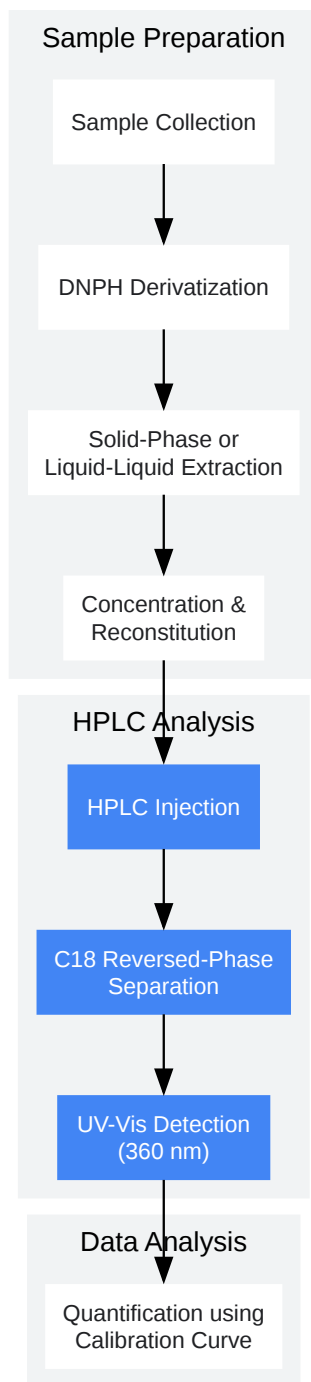 Sample Preparation
Sample Collection
DNPH Derivatization
Solid-Phase or
Liquid-Liquid Extraction
Concentration &
Reconstitution
HPLC Analysis
HPLC Injection
C18 Reversed-Phase
Separation
UV-Vis Detection
(360 nm)
Data Analysis
Quantification using
Calibration Curve